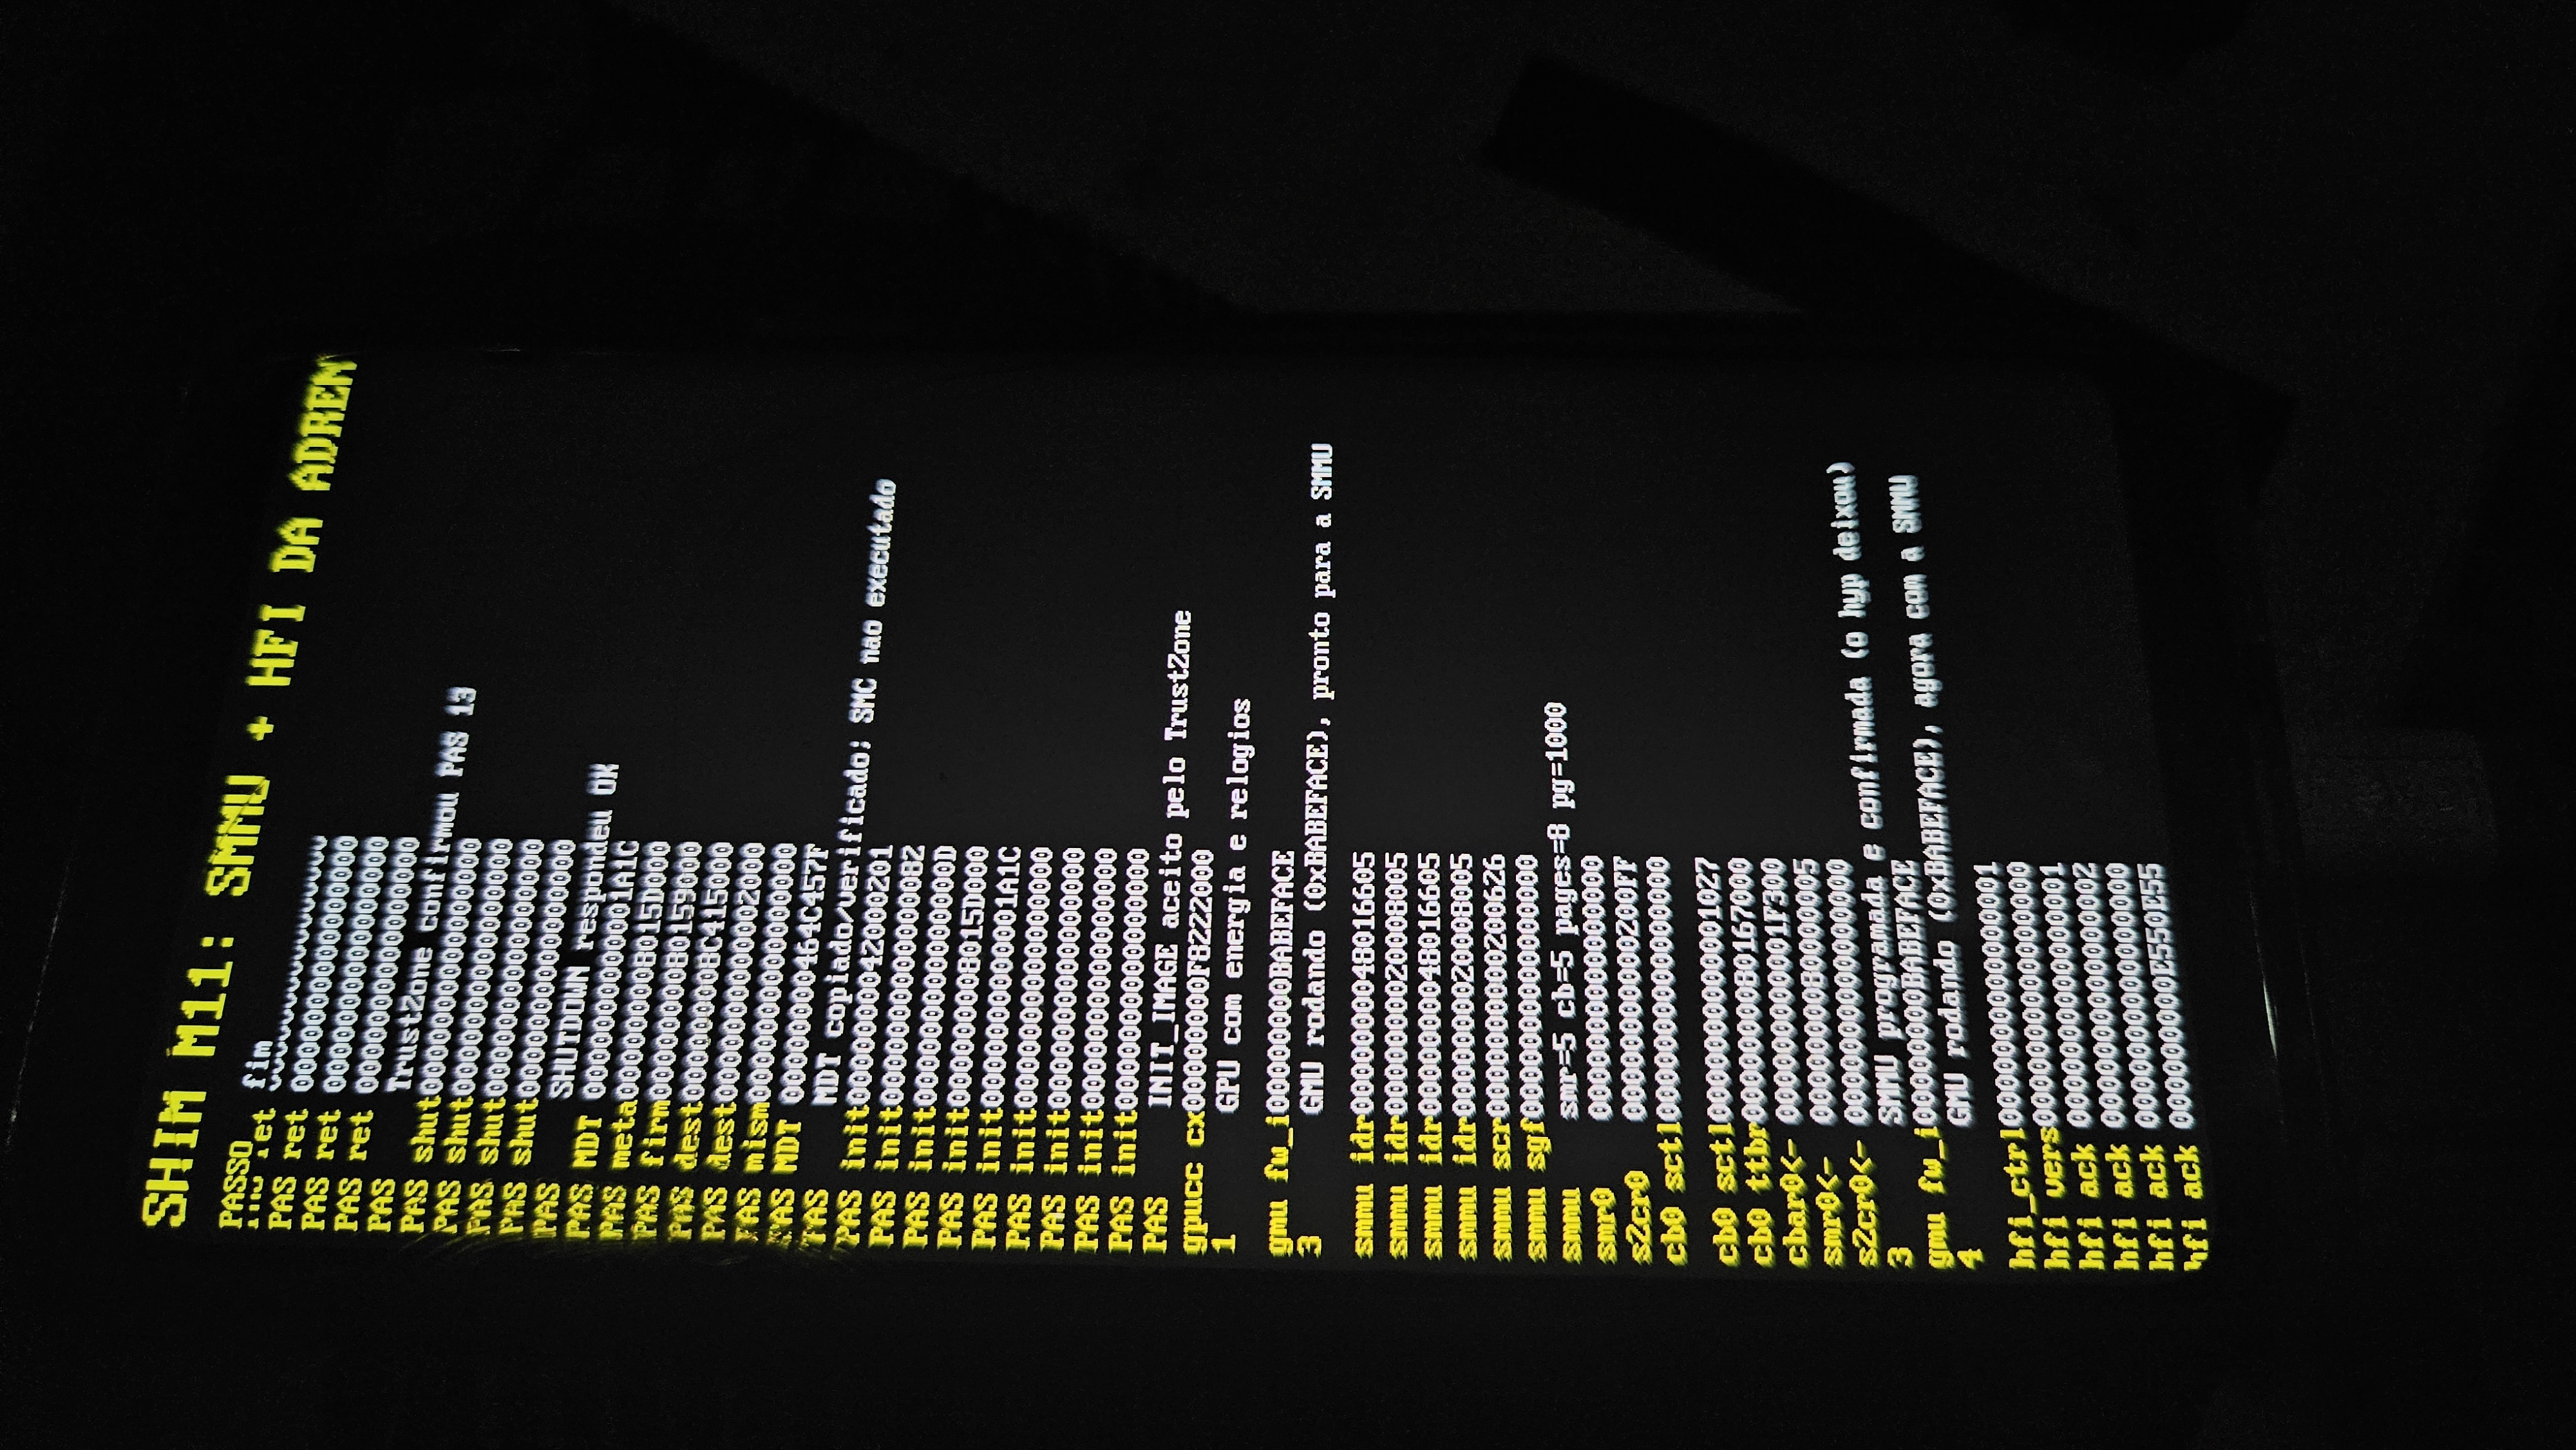 SHIM M11: SMMU + HFI DA ADREN
PASSO fim
ret
PAS ret 0000000000000000
PAS ret 0000000000000000
PAS ret 0000000000000000
PAS TrustZone confirmou PAS 13
PAS shut0000000000000000
PAS shut0000000000000000
PAS shut0000000000000000
PAS shut0000000000000000
PAS SHUTDOWN respondeu OK
PAS MDT 0000000000001A1C
PAS meta000000008015D000
PAS firm0000000080159000
PAS dest000000008C415000
PAS dest0000000000002000
PAS mism0000000000000000
PAS MDT 00000000464C457F
PAS MDT copiado/verificado; SMC nao executado
PAS init0000000042000201
PAS init0000000000000082
PAS init000000000000000D
PAS init000000008015D000
PAS init0000000000001A1C
PAS init0000000000000000
PAS init0000000000000000
PAS init0000000000000000
PAS init0000000000000000
PAS INIT_IMAGE aceito pelo TrustZone
gpucc cx00000000F8222000
1 GPU com energia e relogios
gmu fw_i00000000BABEFACE
3 GMU rodando (0xBABEFACE), pronto para a SMMU
smmu idr0000000048016605
smmu idr0000000020008005
smmu idr0000000048016605
smmu idr0000000020008005
smmu scr0000000000200626
smmu sgf0000000000000000
smmu smr=5 cb=5 pages=8 pg=1000
smr0 0000000000000000
s2cr0 00000000000200FF
cb0 sctl0000000000000000
cb0 sctl0000000000001027
cb0 ttbr0000000080167000
cbar0<- 000000000001F300
smr0<- 0000000080000005
s2cr0<- 0000000000000000
3 SMMU programada e confirmada (o hyp deixou)
gmu fw_i00000000BABEFACE
4 GMU rodando (0xBABEFACE), agora com a SMMU
hfi_ctrl0000000000000001
hfi vers0000000000000000
hfi ack 0000000000000001
hfi ack 0000000000000002
hfi ack 0000000000000000
hfi ack 000000000E550E55